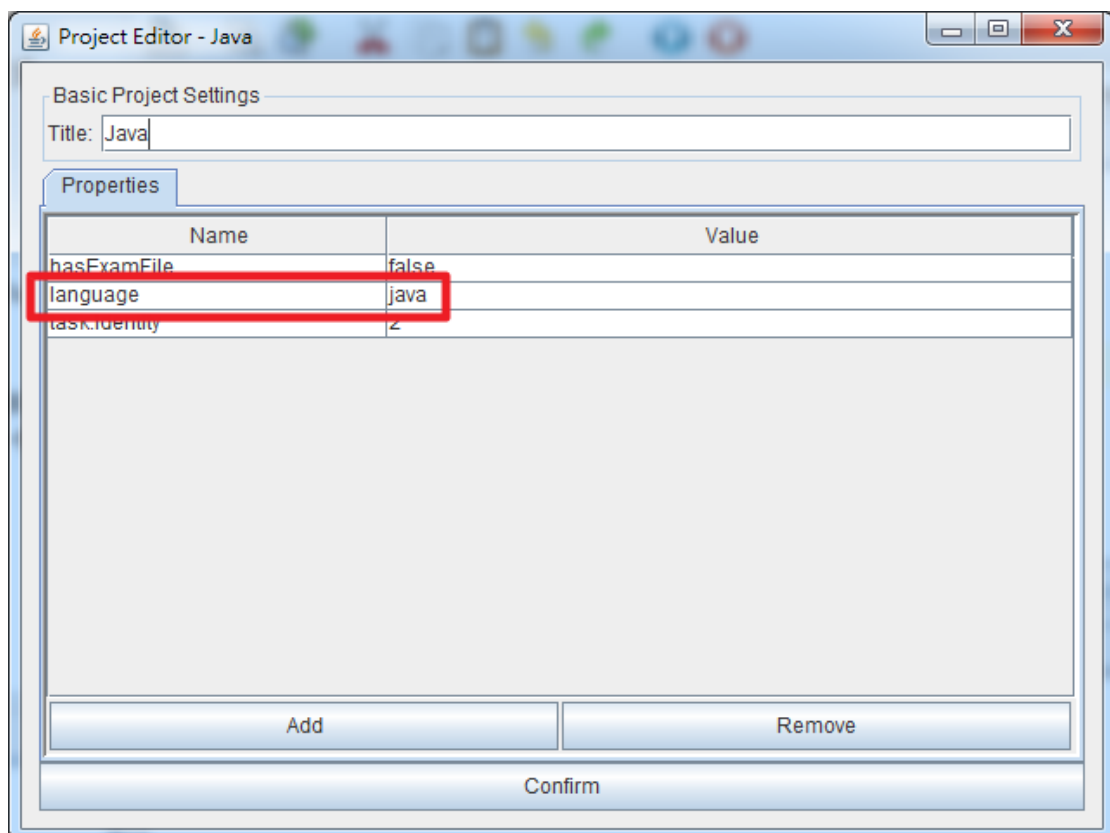 Project Editor - Java
Basic Project Settings
Title: Java
Properties
Name Value
hasExamFile false
language java
task.identity 2
Add Remove
Confirm